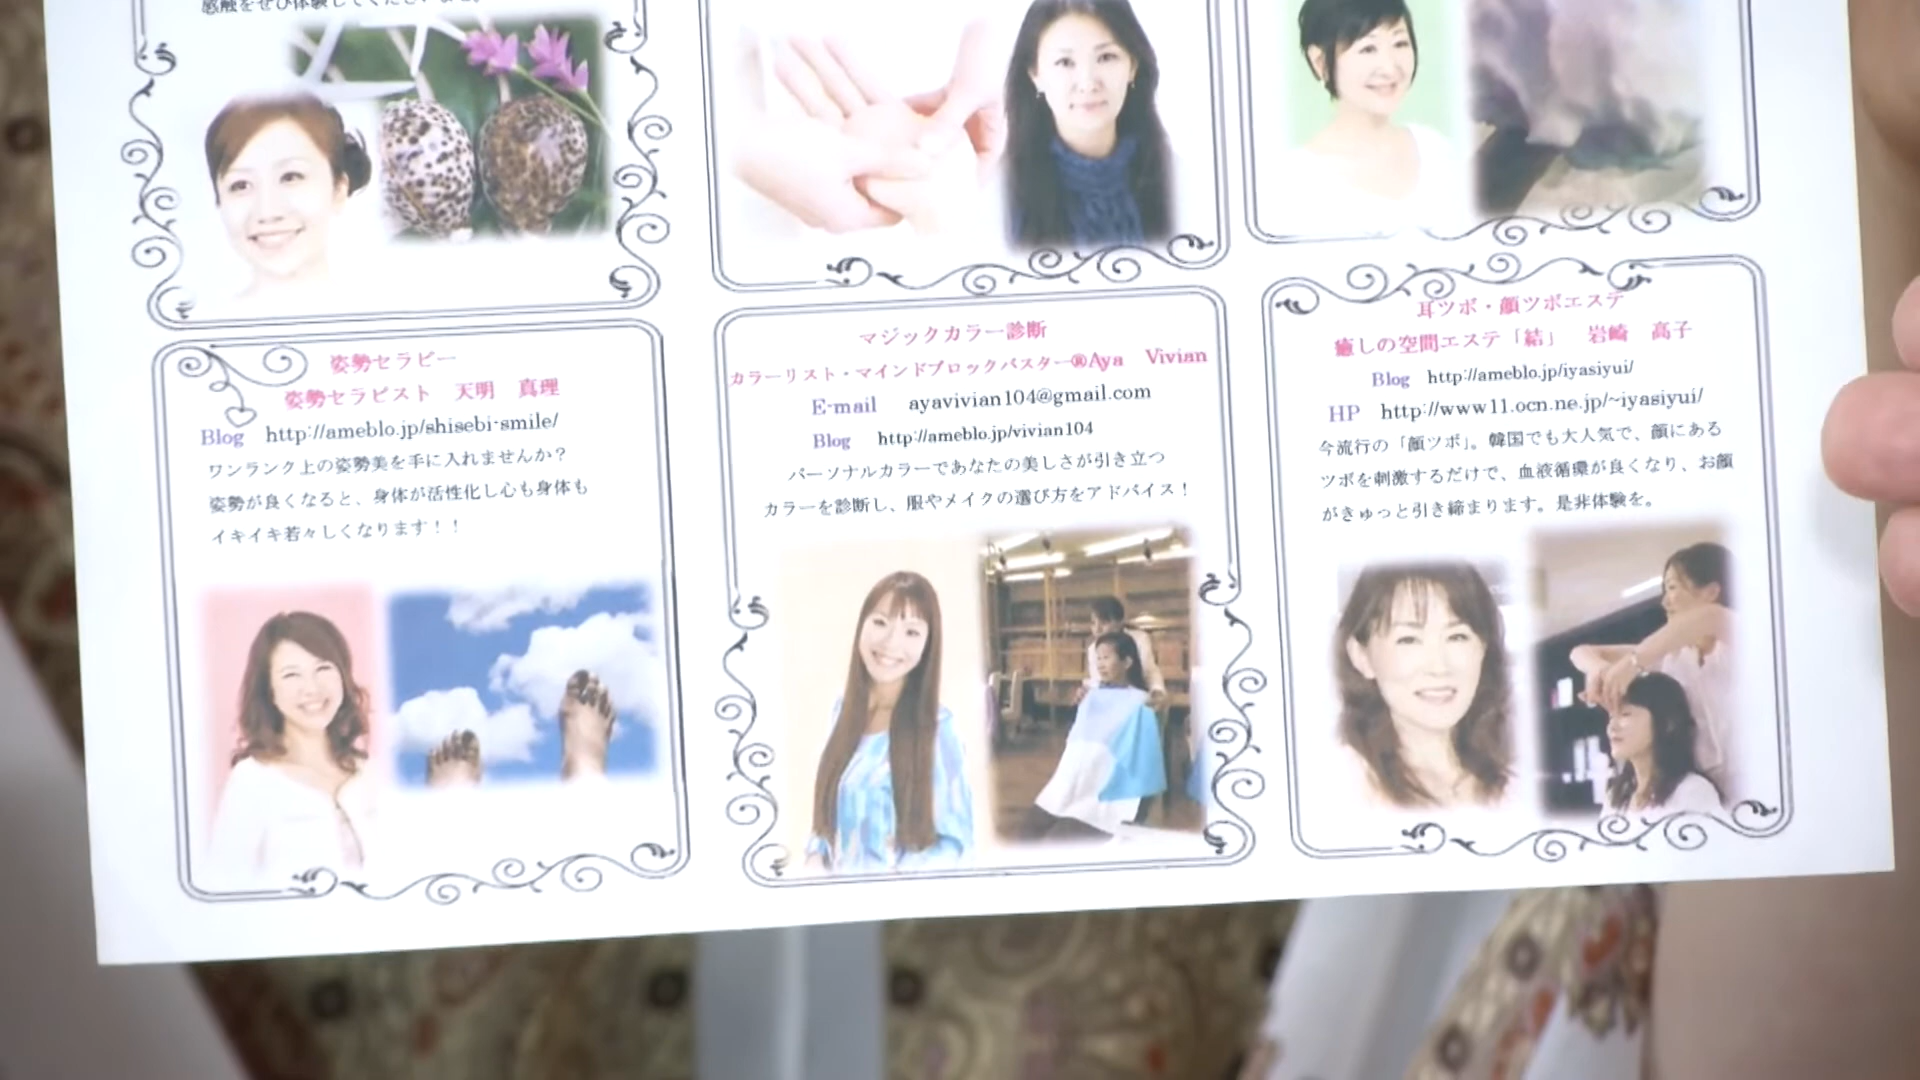 感触をぜひ体験してくださいませ。
姿勢セラピー
姿勢セラピスト 天明 真理
Blog http://ameblo.jp/shisebi-smile/
ワンランク上の姿勢美を手に入れませんか？
姿勢が良くなると、身体が活性化し心も身体も
イキイキ若々しくなります！！
マジックカラー診断
カラーリスト・マインドブロックバスター®Aya Vivian
E-mail ayavivian104@gmail.com
Blog http://ameblo.jp/vivian104
パーソナルカラーであなたの美しさが引き立つ
カラーを診断し、服やメイクの選び方をアドバイス！
耳ツボ・顔ツボエステ
癒しの空間エステ「結」 岩崎 高子
Blog http://ameblo.jp/iyasiyui/
HP http://www11.ocn.ne.jp/~iyasiyui/
今流行の「顔ツボ」。韓国でも大人気で、顔にある
ツボを刺激するだけで、血液循環が良くなり、お顔
がきゅっと引き締まります。是非体験を。